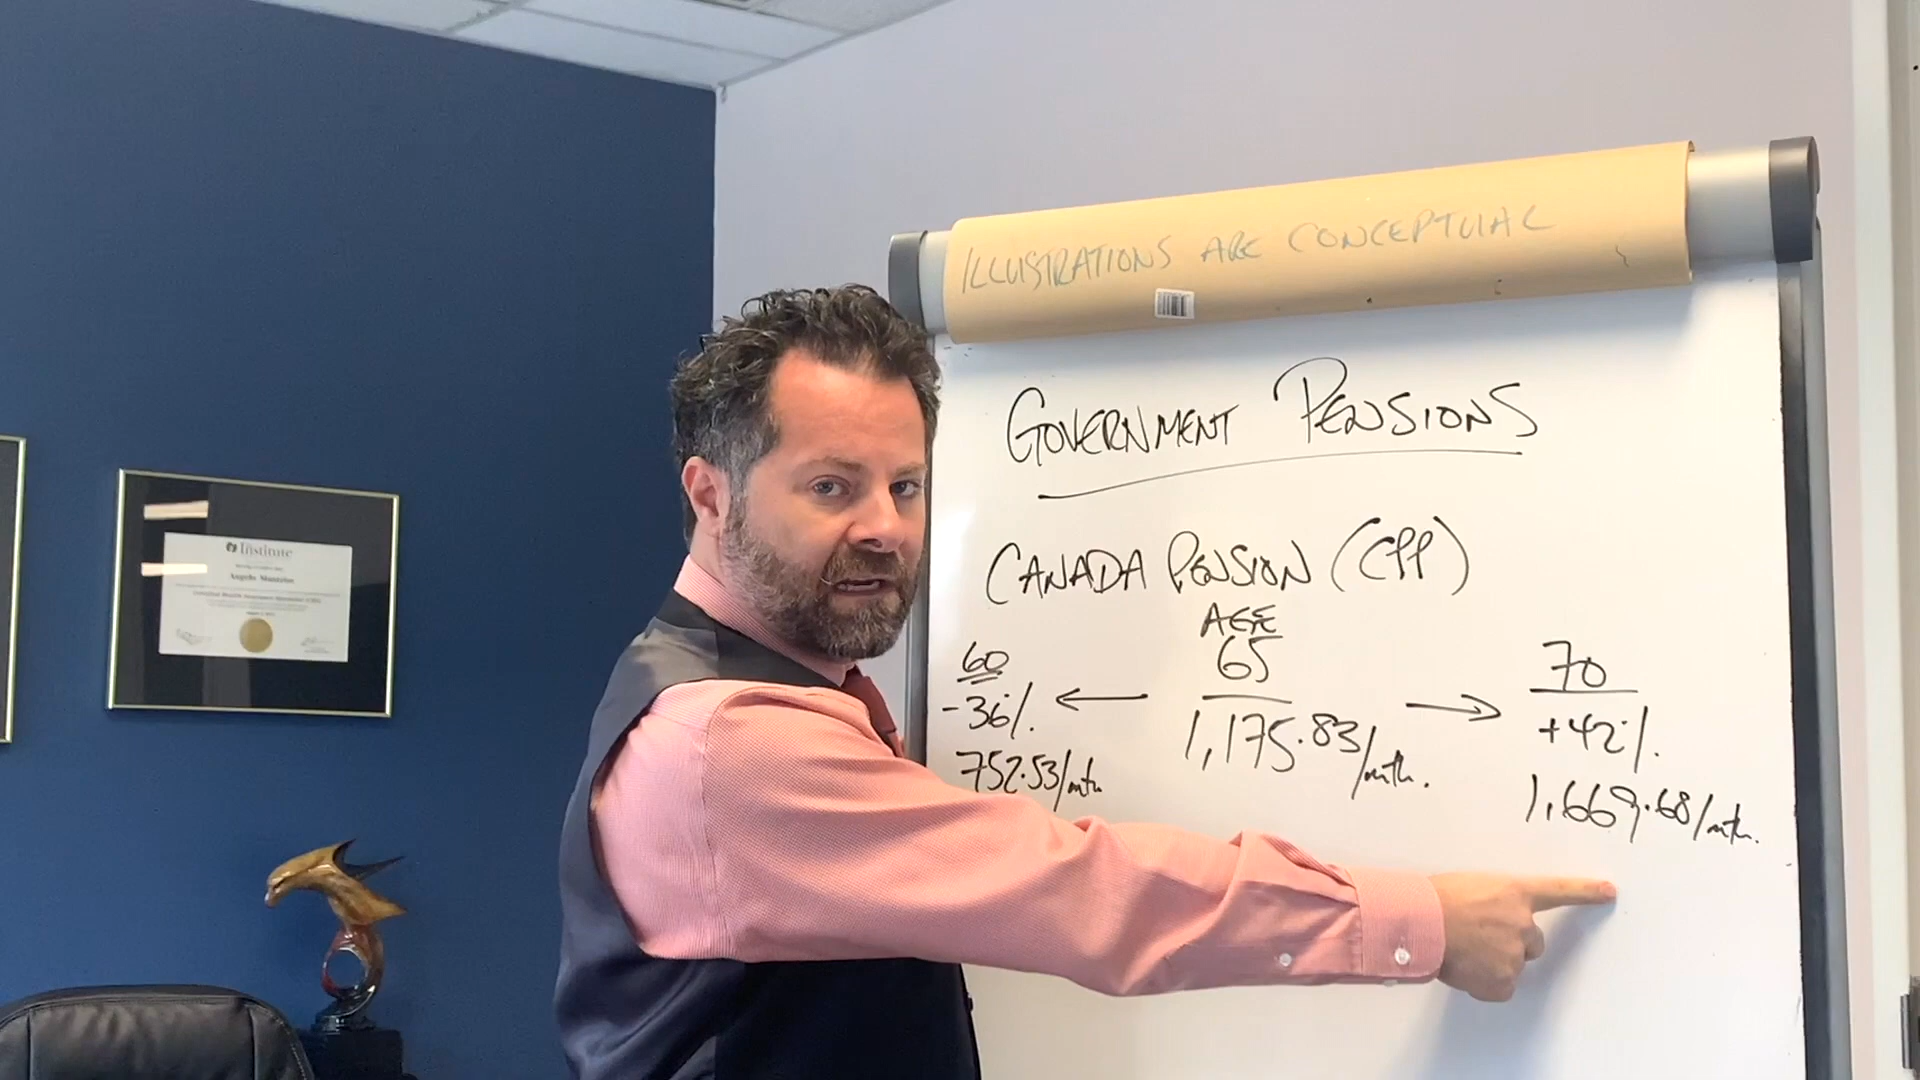 ILLUSTRATIONS ARE CONCEPTUAL
GOVERNMENT PENSIONS
CANADA PENSION (CPP)
AGE
60
65
70
-36%.
1,175.83/mth.
+42%.
752.53/mth
1,669.68/mth.
Institute